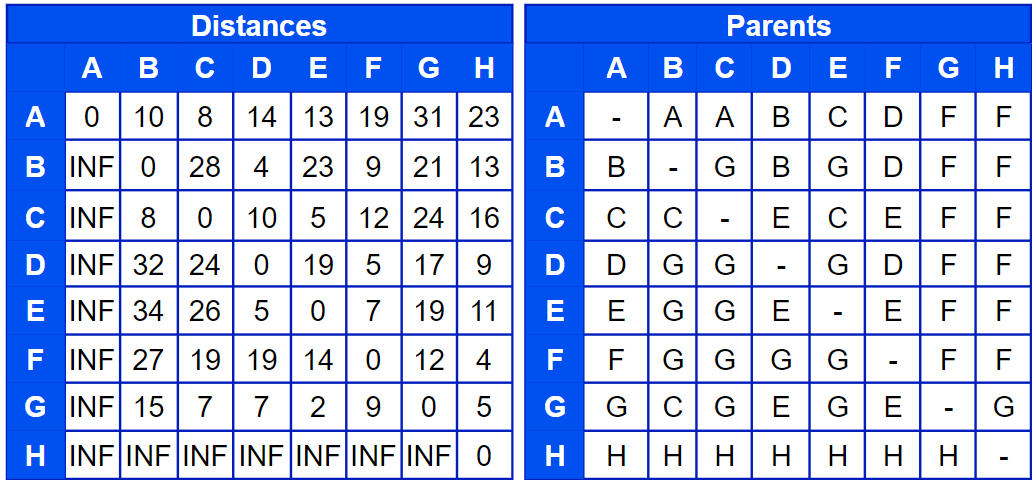 Distances
A B C D E F G H
A 0 10 8 14 13 19 31 23
B INF 0 28 4 23 9 21 13
C INF 8 0 10 5 12 24 16
D INF 32 24 0 19 5 17 9
E INF 34 26 5 0 7 19 11
F INF 27 19 19 14 0 12 4
G INF 15 7 7 2 9 0 5
H INF INF INF INF INF INF INF 0
Parents
A B C D E F G H
A - A A B C D F F
B B - G B G D F F
C C C - E C E F F
D D G G - G D F F
E E G G E - E F F
F F G G G G - F F
G G C G E G E - G
H H H H H H H H -